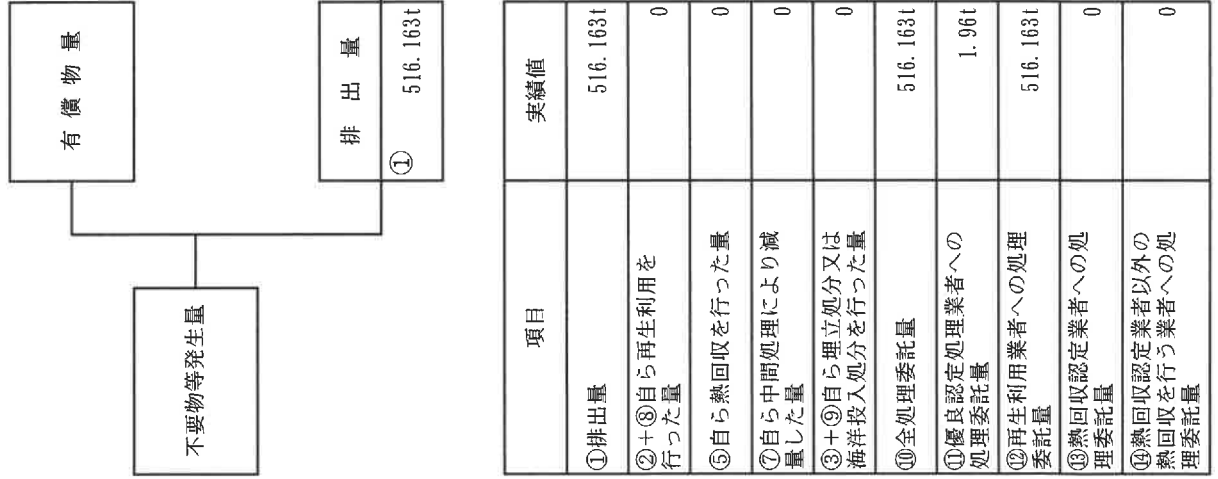 不要物等発生量
有償物量
排出量
①
516.163t
項目
実績値
①排出量
516.163t
②+⑧自ら再生利用を
行った量
0
⑤自ら熱回収を行った量
0
⑦自ら中間処理により減
量した量
0
③+⑨自ら埋立処分又は
海洋投入処分を行った量
0
⑩全処理委託量
516.163t
⑪優良認定処理業者への
処理委託量
1.96t
⑫再生利用業者への処理
委託量
516.163t
⑬熱回収認定業者への処
理委託量
0
⑭熱回収認定業者以外の
熱回収を行う業者への処
理委託量
0